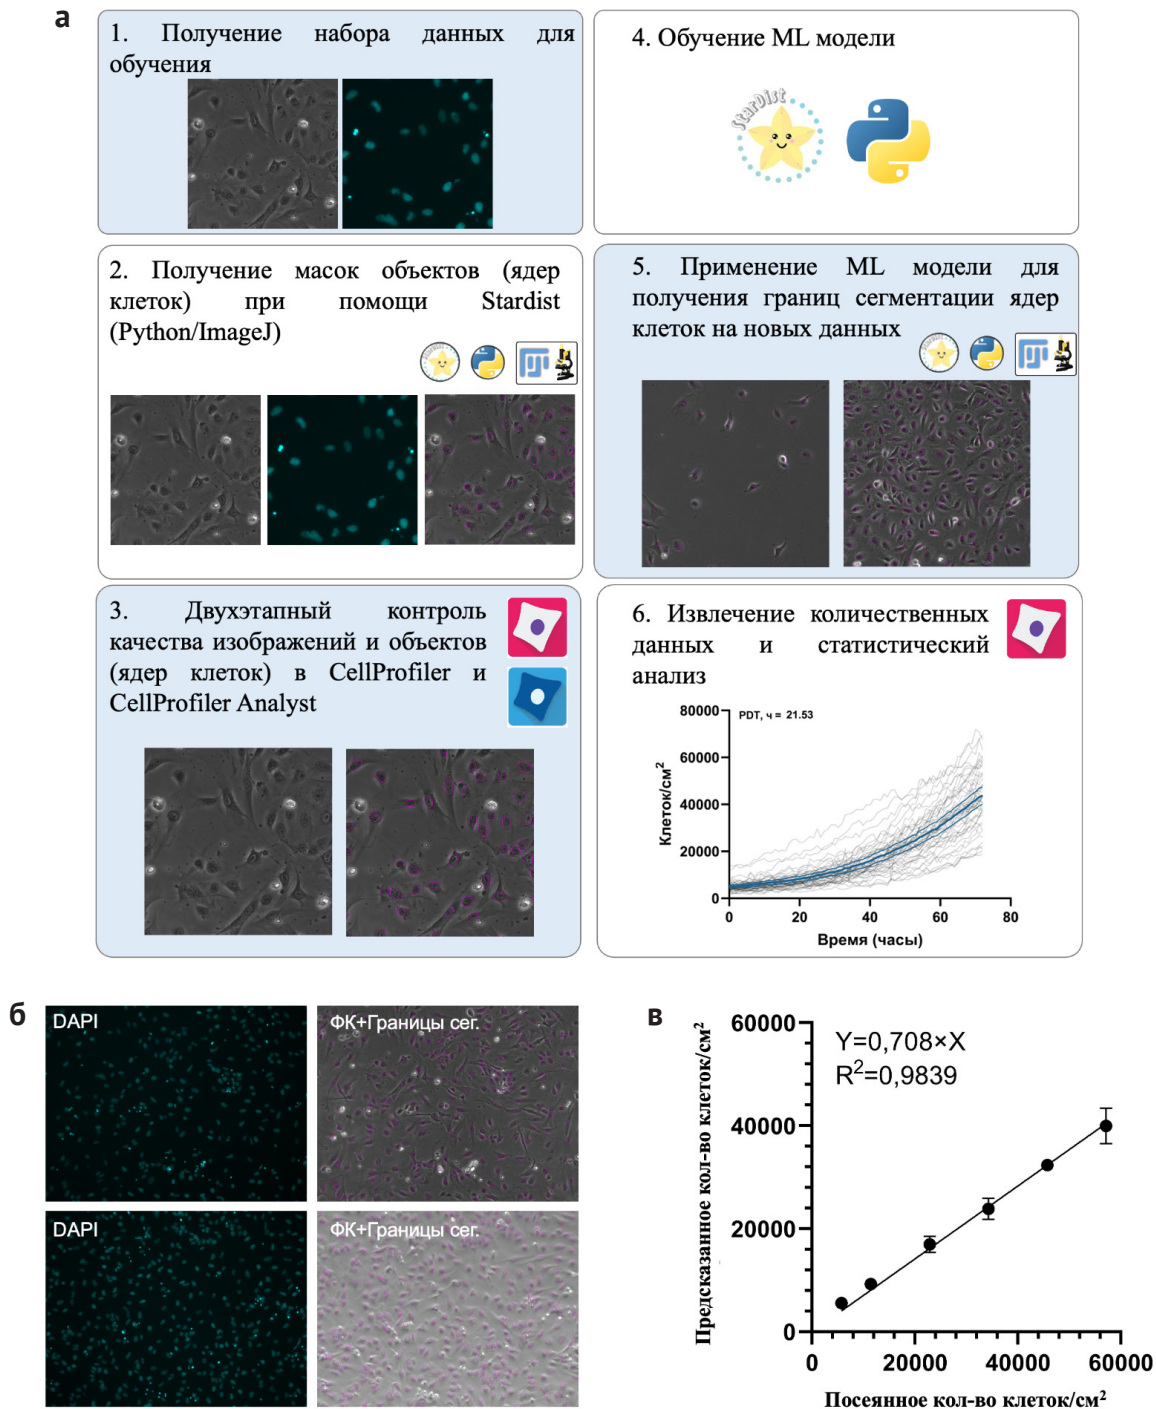 а
1. Получение набора данных для
обучения
2. Получение масок объектов (ядер
клеток) при помощи Stardist
(Python/ImageJ)
3. Двухэтапный контроль
качества изображений и объектов
(ядер клеток) в CellProfiler и
CellProfiler Analyst
4. Обучение ML модели
StarDist
5. Применение ML модели для
получения границ сегментации ядер
клеток на новых данных
6. Извлечение количественных
данных и статистический
анализ
PDT, ч = 21.53
Клеток/см²
80000
60000
40000
20000
0
0 20 40 60 80
Время (часы)
б
DAPI
ФК+Границы сег.
DAPI
ФК+Границы сег.
в
Предсказанное кол-во клеток/см²
Y=0,708×X
R²=0,9839
60000
40000
20000
0
0 20000 40000 60000
Посеянное кол-во клеток/см²